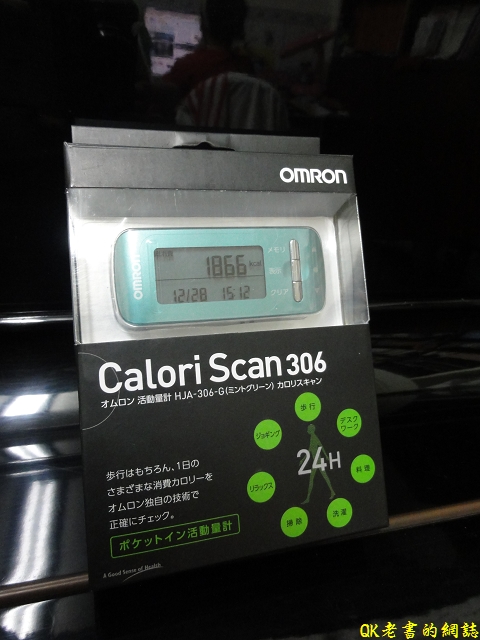 OMRON
OMRON
1866 kcal
12/28 15:12
メモリ
表示
クリア
Calori Scan 306
オムロン 活動量計 HJA-306-G(ミントグリーン) カロリスキャン
歩行はもちろん、1日の
さまざまな消費カロリーを
オムロン独自の技術で
正確にチェック。
ポケットイン活動量計
歩行
デスク
ワーク
料理
洗濯
掃除
リラックス
ジョギング
24H
A Good Sense of Health
QK老書的網誌